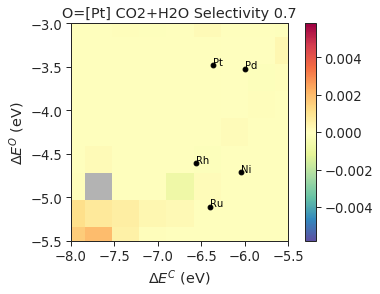 O=[Pt] CO2+H2O Selectivity 0.7
−3.0
−3.5
−4.0
−4.5
−5.0
−5.5
ΔE^O (eV)
Pt
Pd
Rh
Ni
Ru
−8.0 −7.5 −7.0 −6.5 −6.0 −5.5
ΔE^C (eV)
0.004
0.002
0.000
−0.002
−0.004